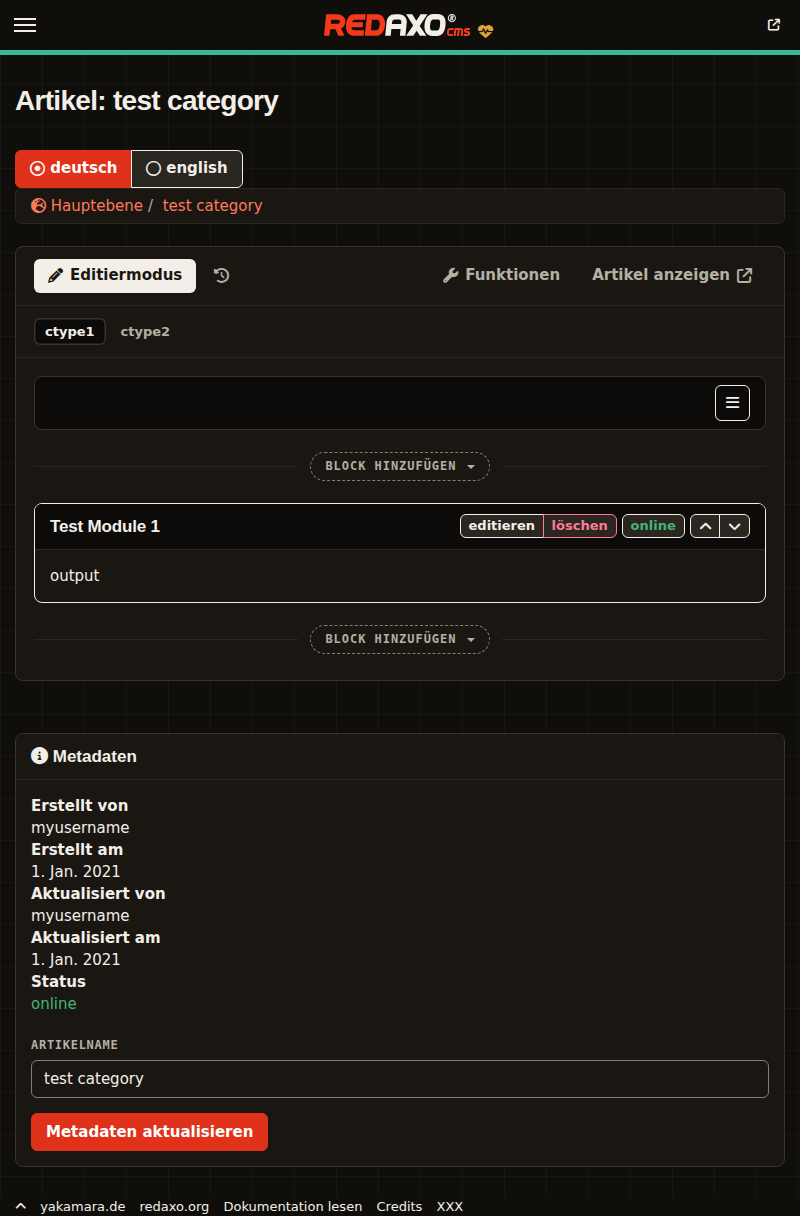 REDAXO® cms
Artikel: test category
deutsch english
Hauptebene / test category
Editiermodus Funktionen Artikel anzeigen
ctype1 ctype2
BLOCK HINZUFÜGEN
Test Module 1 editieren löschen online
output
BLOCK HINZUFÜGEN
Metadaten
Erstellt von
myusername
Erstellt am
1. Jan. 2021
Aktualisiert von
myusername
Aktualisiert am
1. Jan. 2021
Status
online
ARTIKELNAME
test category
Metadaten aktualisieren
yakamara.de redaxo.org Dokumentation lesen Credits XXX